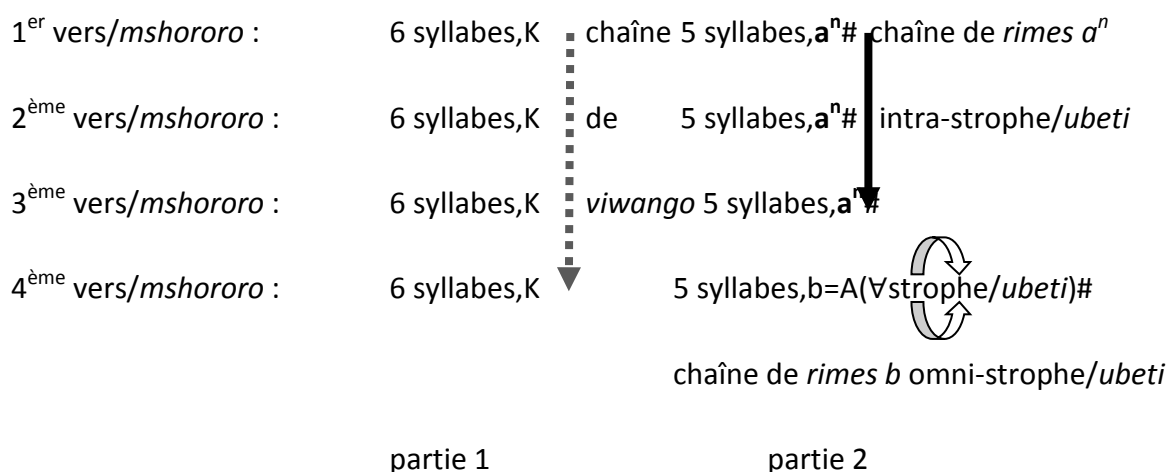 1er vers/mshororo : 6 syllabes,K chaîne 5 syllabes,aⁿ# chaîne de rimes aⁿ
2ème vers/mshororo : 6 syllabes,K de 5 syllabes,aⁿ# intra-strophe/ubeti
3ème vers/mshororo : 6 syllabes,K viwango 5 syllabes,aⁿ#
4ème vers/mshororo : 6 syllabes,K 5 syllabes,b=A(∀strophe/ubeti)#
chaîne de rimes b omni-strophe/ubeti
partie 1 partie 2